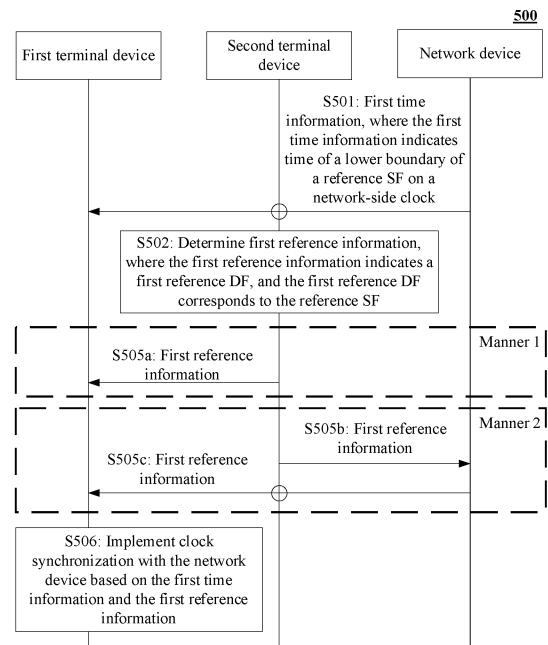 500
First terminal device
Second terminal
device
Network device
S501: First time
information, where the first
time information indicates
time of a lower boundary of
a reference SF on a
network-side clock
S502: Determine first reference information,
where the first reference information indicates a
first reference DF, and the first reference DF
corresponds to the reference SF
Manner 1
S505a: First reference
information
Manner 2
S505b: First reference
information
S505c: First reference
information
S506: Implement clock
synchronization with the network
device based on the first time
information and the first reference
information